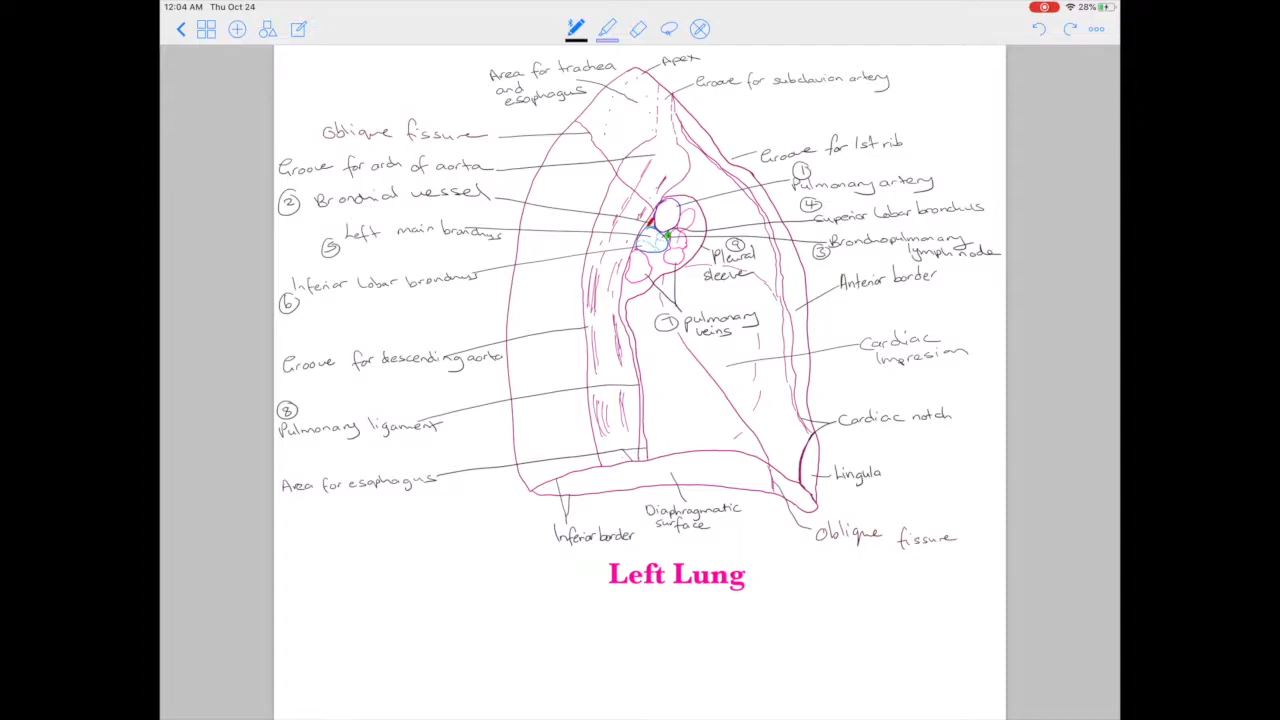 12:04 AM Thu Oct 24
28%
Apex
Area for trachea
and
esophagus
Groove for subclavian artery
Oblique fissure
Groove for 1st rib
Groove for arch of aorta
①
Pulmonary artery
② Bronchial vessel
④
Superior lobar bronchus
Left main bronchus
⑤
Bronchopulmonary
③ lymph node
⑨
Pleural
sleeve
Inferior lobar bronchus
⑥
Anterior border
⑦ pulmonary
veins
Cardiac
Impresion
Groove for descending aorta
⑧
Pulmonary ligament
Cardiac notch
Area for esophagus
Lingula
Diaphragmatic
surface
Inferior border
Oblique fissure
Left Lung